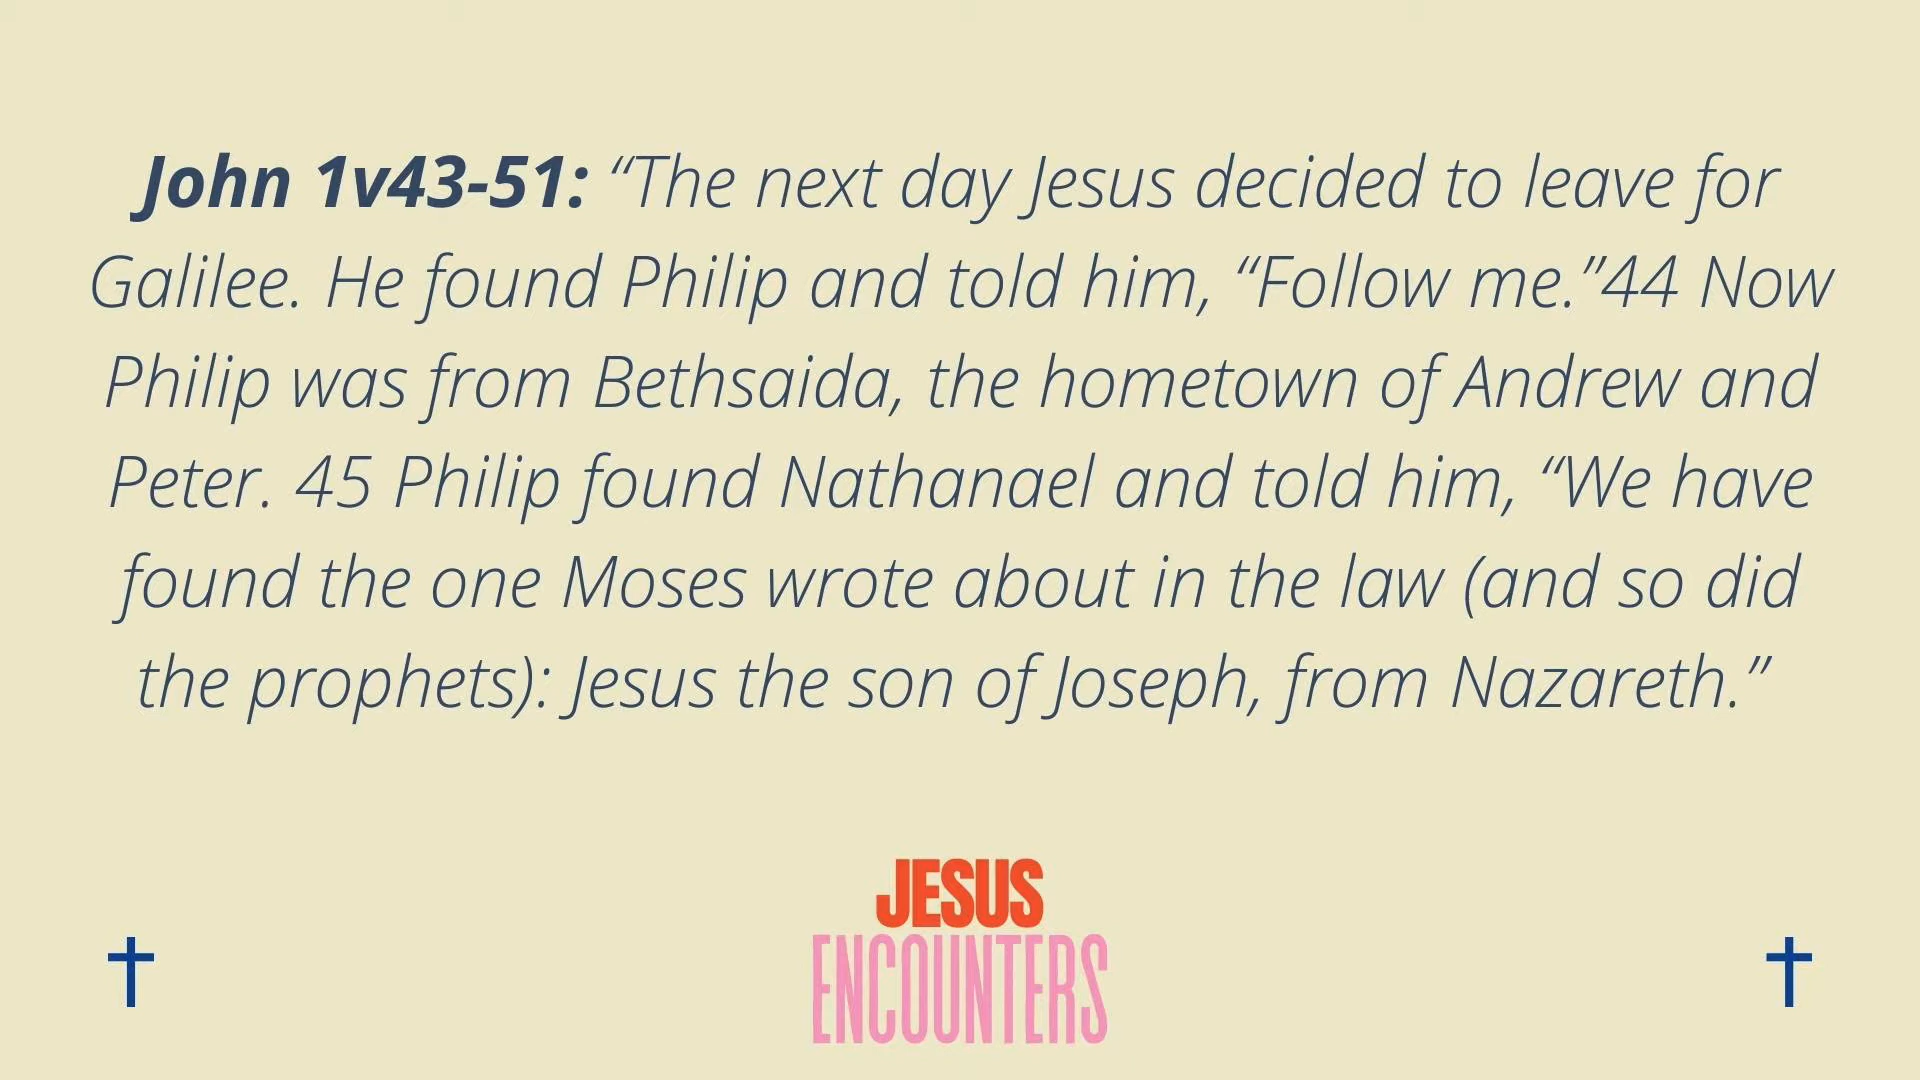 John 1v43-51: “The next day Jesus decided to leave for
Galilee. He found Philip and told him, “Follow me.”44 Now
Philip was from Bethsaida, the hometown of Andrew and
Peter. 45 Philip found Nathanael and told him, “We have
found the one Moses wrote about in the law (and so did
the prophets): Jesus the son of Joseph, from Nazareth.”
JESUS
ENCOUNTERS